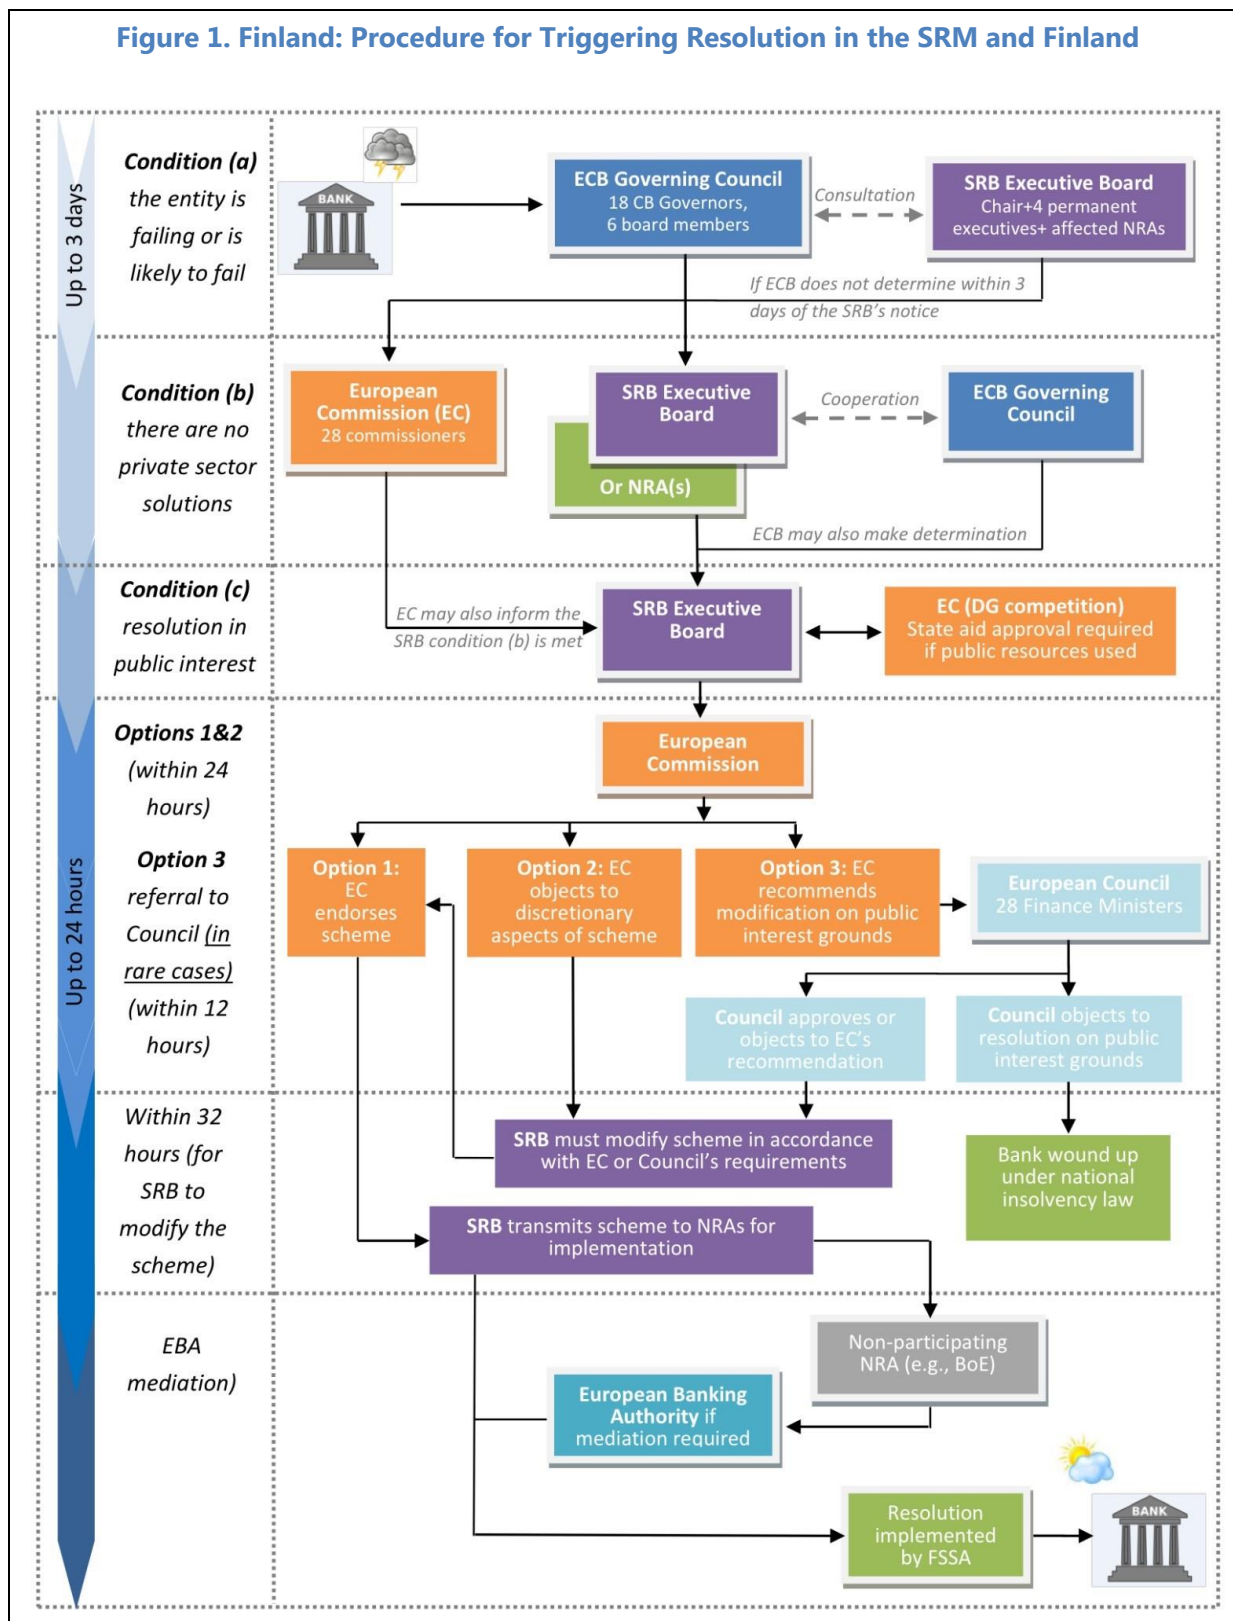 Figure 1. Finland: Procedure for Triggering Resolution in the SRM and Finland
Up to 3 days
Condition (a)
the entity is
failing or is
likely to fail
BANK
ECB Governing Council
18 CB Governors,
6 board members
Consultation
SRB Executive Board
Chair+4 permanent
executives+ affected NRAs
If ECB does not determine within 3
days of the SRB's notice
Condition (b)
there are no
private sector
solutions
European
Commission (EC)
28 commissioners
SRB Executive
Board
Or NRA(s)
Cooperation
ECB Governing
Council
ECB may also make determination
Condition (c)
resolution in
public interest
EC may also inform the
SRB condition (b) is met
SRB Executive
Board
EC (DG competition)
State aid approval required
if public resources used
Up to 24 hours
Options 1&2
(within 24
hours)
Option 3
referral to
Council (in
rare cases)
(within 12
hours)
European
Commission
Option 1:
EC
endorses
scheme
Option 2: EC
objects to
discretionary
aspects of scheme
Option 3: EC
recommends
modification on public
interest grounds
European Council
28 Finance Ministers
Council approves or
objects to EC's
recommendation
Council objects to
resolution on public
interest grounds
Within 32
hours (for
SRB to
modify the
scheme)
SRB must modify scheme in accordance
with EC or Council's requirements
Bank wound up
under national
insolvency law
SRB transmits scheme to NRAs for
implementation
EBA
mediation)
Non-participating
NRA (e.g., BoE)
European Banking
Authority if
mediation required
Resolution
implemented
by FSSA
BANK